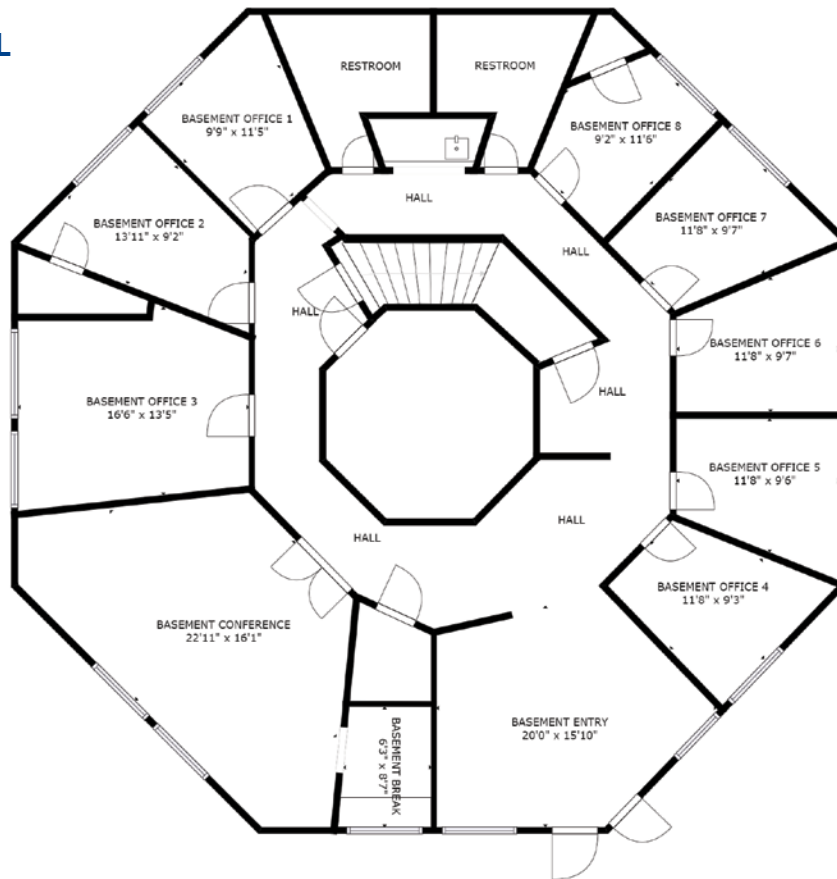 L
RESTROOM
RESTROOM
BASEMENT OFFICE 1
9'9" x 11'5"
BASEMENT OFFICE 8
9'2" x 11'6"
BASEMENT OFFICE 2
13'11" x 9'2"
HALL
BASEMENT OFFICE 7
11'8" x 9'7"
HALL
HALL
BASEMENT OFFICE 6
11'8" x 9'7"
BASEMENT OFFICE 3
16'6" x 13'5"
HALL
BASEMENT OFFICE 5
11'8" x 9'6"
HALL
HALL
BASEMENT OFFICE 4
11'8" x 9'3"
BASEMENT CONFERENCE
22'11" x 16'1"
BASEMENT ENTRY
20'0" x 15'10"
BASEMENT BREAK
6'3" x 8'7"